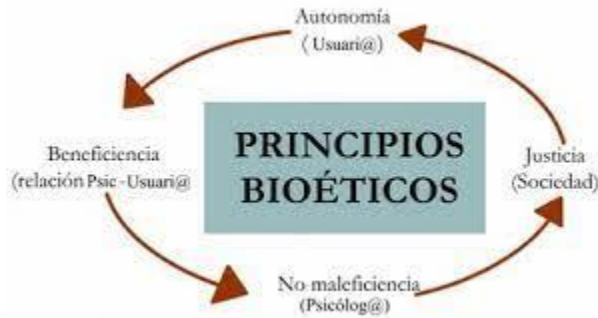 Autonomía
(Usuari@)
Beneficiencia
(relación Psic-Usuari@
PRINCIPIOS
BIOÉTICOS
Justicia
(Sociedad)
No maleficiencia
(Psicólog@)